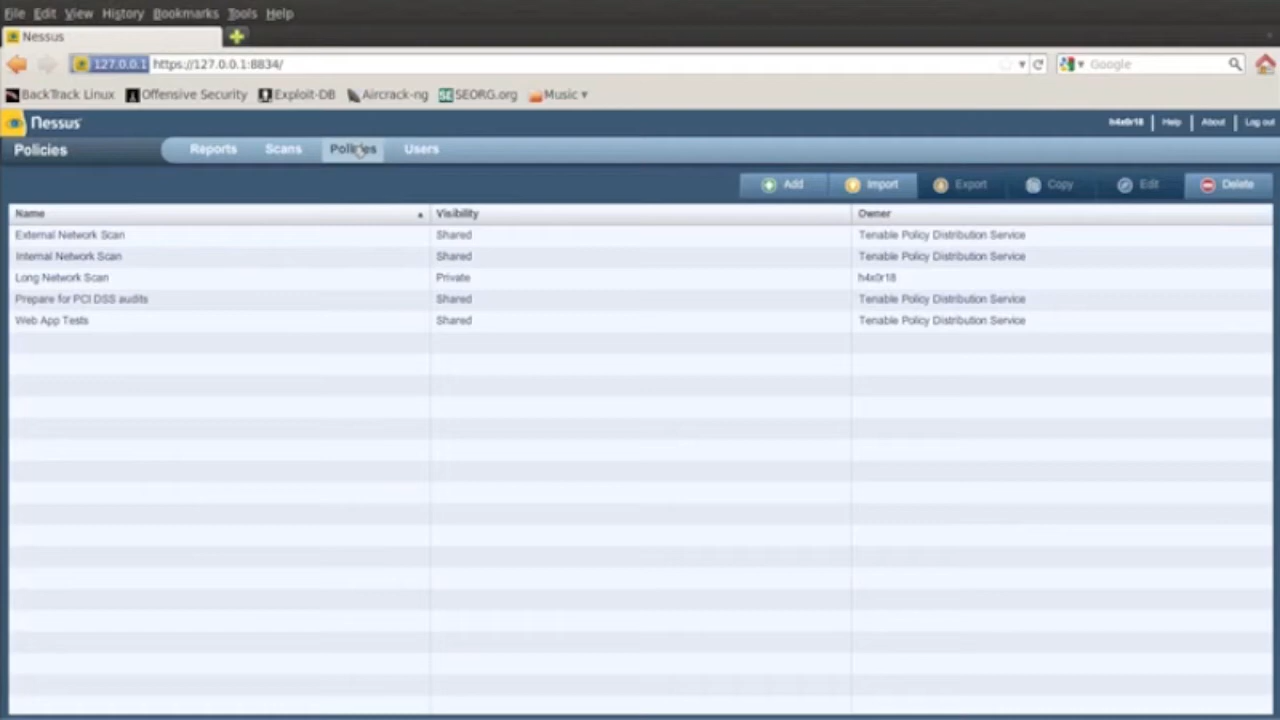 File Edit View History Bookmarks Tools Help
Nessus
127.0.0.1 https://127.0.0.1:8834/ Google
BackTrack Linux Offensive Security Exploit-DB Aircrack-ng SEORG.org Music
Nessus h4x0r18 Help About Log out
Policies Reports Scans Policies Users
Add Import Export Copy Edit Delete
Name Visibility Owner
External Network Scan Shared Tenable Policy Distribution Service
Internal Network Scan Shared Tenable Policy Distribution Service
Long Network Scan Private h4x0r18
Prepare for PCI DSS audits Shared Tenable Policy Distribution Service
Web App Tests Shared Tenable Policy Distribution Service